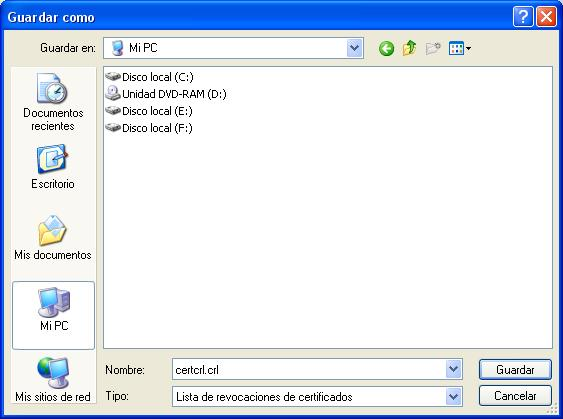 Guardar como
Guardar en: Mi PC
Disco local (C:)
Unidad DVD-RAM (D:)
Disco local (E:)
Disco local (F:)
Documentos
recientes
Escritorio
Mis documentos
Mi PC
Mis sitios de red
Nombre: certcrl.crl Guardar
Tipo: Lista de revocaciones de certificados Cancelar